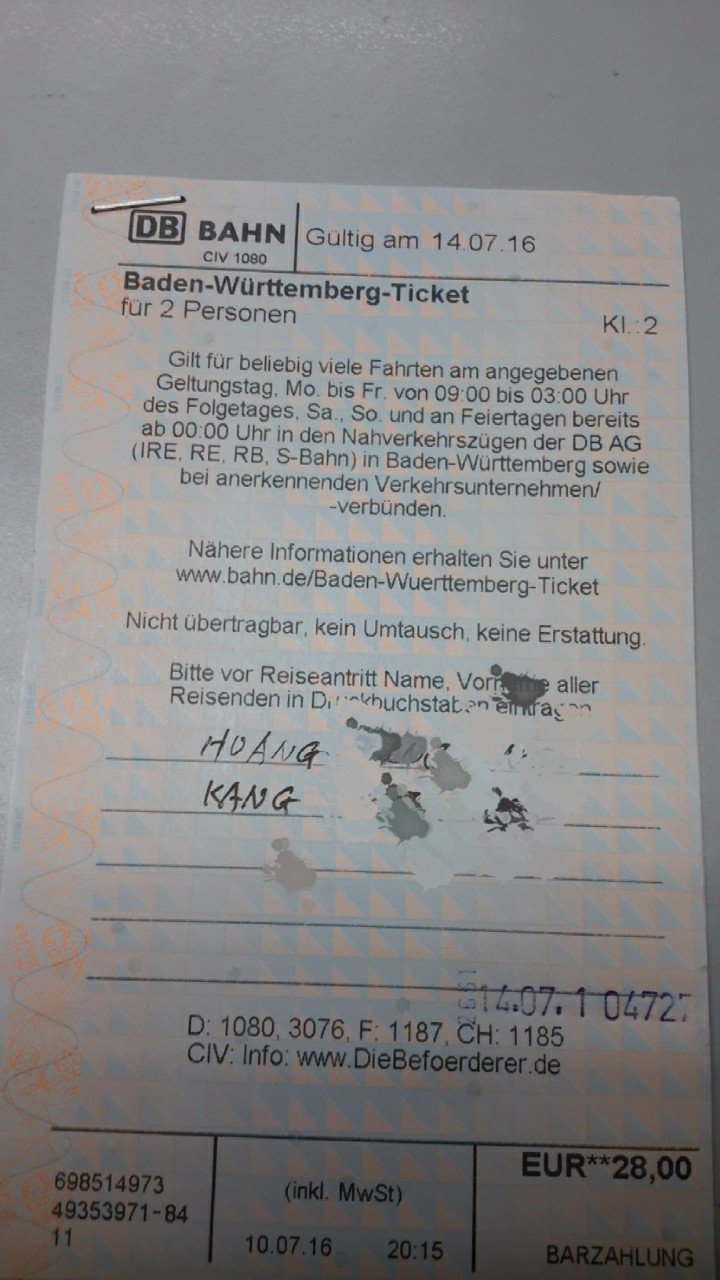 DB BAHN Gültig am 14.07.16
CIV 1080
Baden-Württemberg-Ticket
für 2 Personen Kl.:2
Gilt für beliebig viele Fahrten am angegebenen
Geltungstag, Mo. bis Fr. von 09:00 bis 03:00 Uhr
des Folgetages, Sa., So. und an Feiertagen bereits
ab 00:00 Uhr in den Nahverkehrszügen der DB AG
(IRE, RE, RB, S-Bahn) in Baden-Württemberg sowie
bei anerkennenden Verkehrsunternehmen/
-verbünden.
Nähere Informationen erhalten Sie unter
www.bahn.de/Baden-Wuerttemberg-Ticket
Nicht übertragbar, kein Umtausch, keine Erstattung.
Bitte vor Reiseantritt Name, aller
Reisenden in
HOANG
KANG
14.07.1 0472
D: 1080, 3076, F: 1187, CH: 1185
CIV: Info: www.DieBefoerderer.de
EUR**28,00
698514973
49353971-84
11
(inkl. MwSt)
10.07.16 20:15
BARZAHLUNG